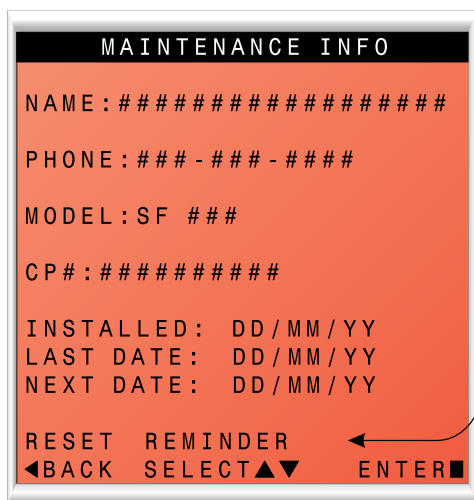 MAINTENANCE INFO
NAME:##################
PHONE:###-###-####
MODEL:SF ###
CP#:##########
INSTALLED: DD/MM/YY
LAST DATE: DD/MM/YY
NEXT DATE: DD/MM/YY
RESET REMINDER
◀BACK SELECT▲▼ ENTER■